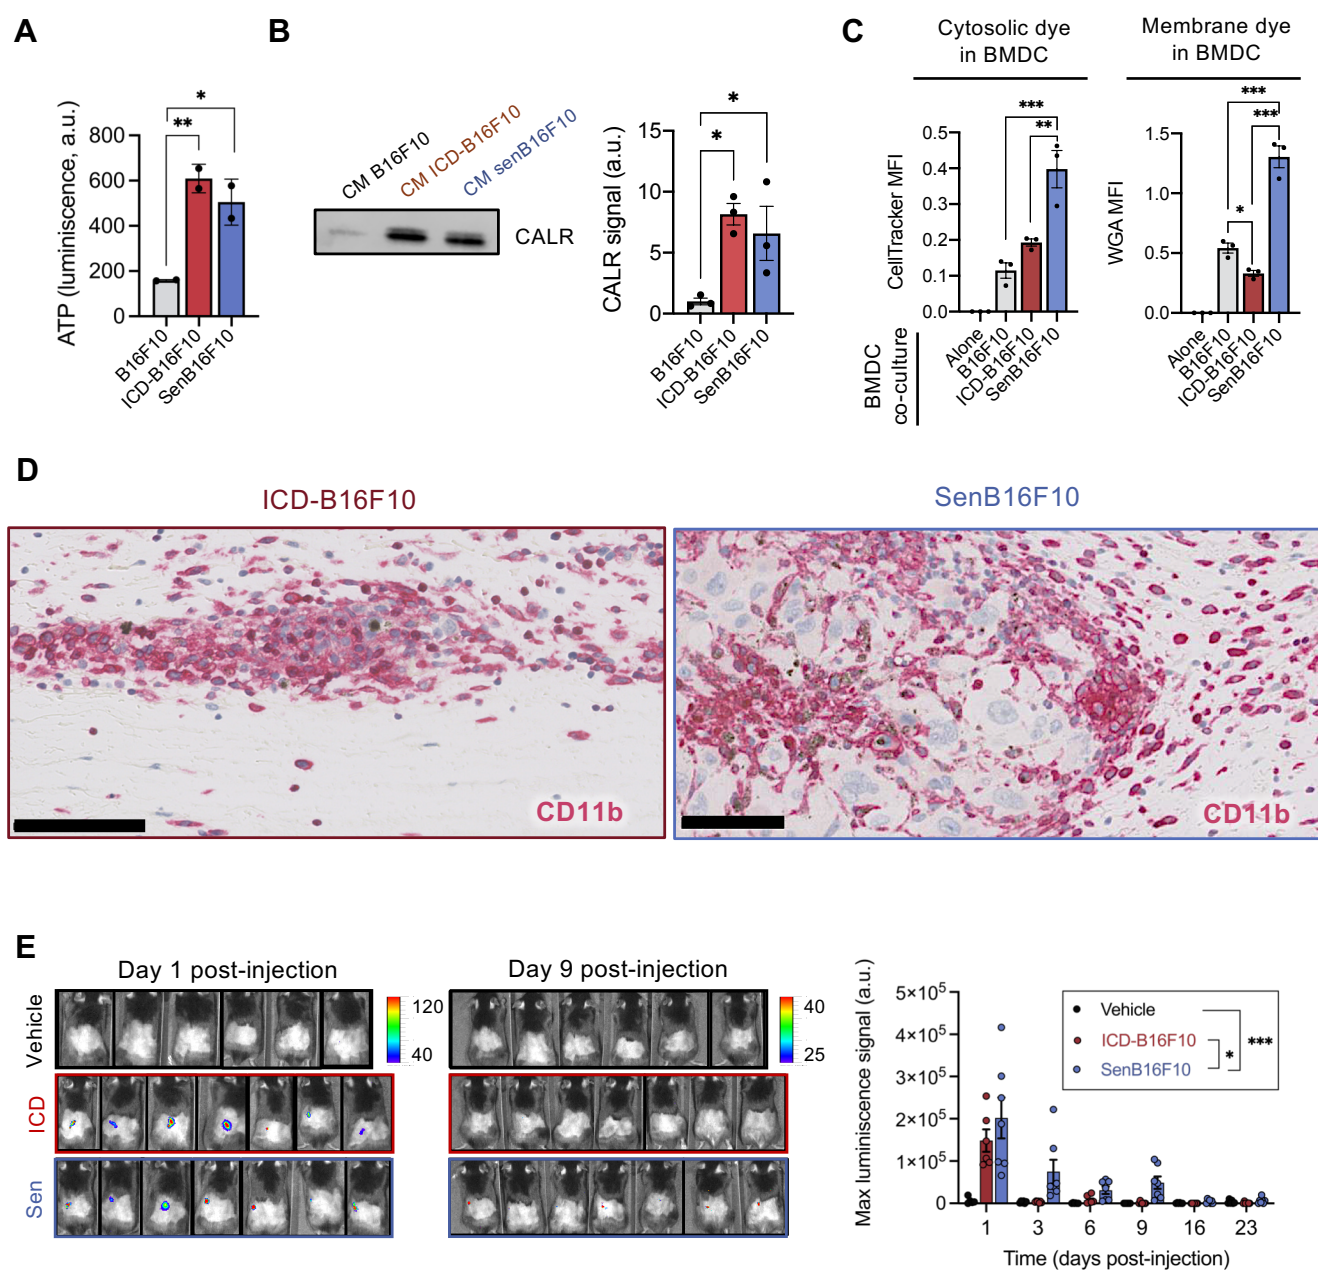 A
ATP (luminiscence, a.u.)
800
600
400
200
0
*
**
B16F10
ICD-B16F10
SenB16F10
B
CM B16F10
CM ICD-B16F10
CM senB16F10
CALR
CALR signal (a.u.)
15
10
5
0
*
*
B16F10
ICD-B16F10
SenB16F10
C
Cytosolic dye
in BMDC
CellTracker MFI
0.5
0.4
0.3
0.2
0.1
0.0
***
**
Alone
B16F10
ICD-B16F10
SenB16F10
BMDC
co-culture
Membrane dye
in BMDC
WGA MFI
1.5
1.0
0.5
0.0
***
***
*
Alone
B16F10
ICD-B16F10
SenB16F10
D
ICD-B16F10
SenB16F10
CD11b
CD11b
E
Day 1 post-injection
Day 9 post-injection
Vehicle
ICD
Sen
120
40
40
25
Max luminiscence signal (a.u.)
5×10⁵
4×10⁵
3×10⁵
2×10⁵
1×10⁵
0
Vehicle
ICD-B16F10
SenB16F10
*
***
1
3
6
9
16
23
Time (days post-injection)